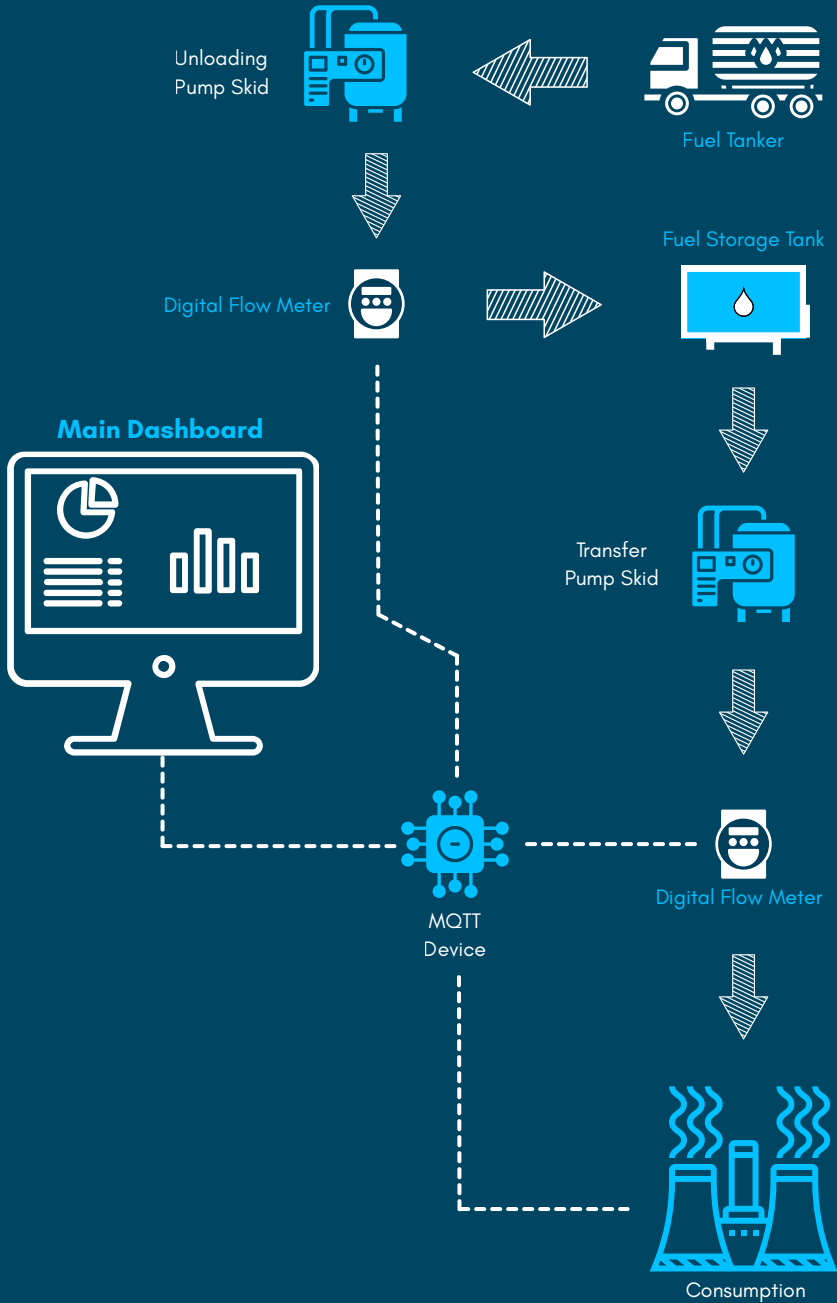 Unloading
Pump Skid
Fuel Tanker
Fuel Storage Tank
Digital Flow Meter
Main Dashboard
Transfer
Pump Skid
Digital Flow Meter
MQTT
Device
Consumption